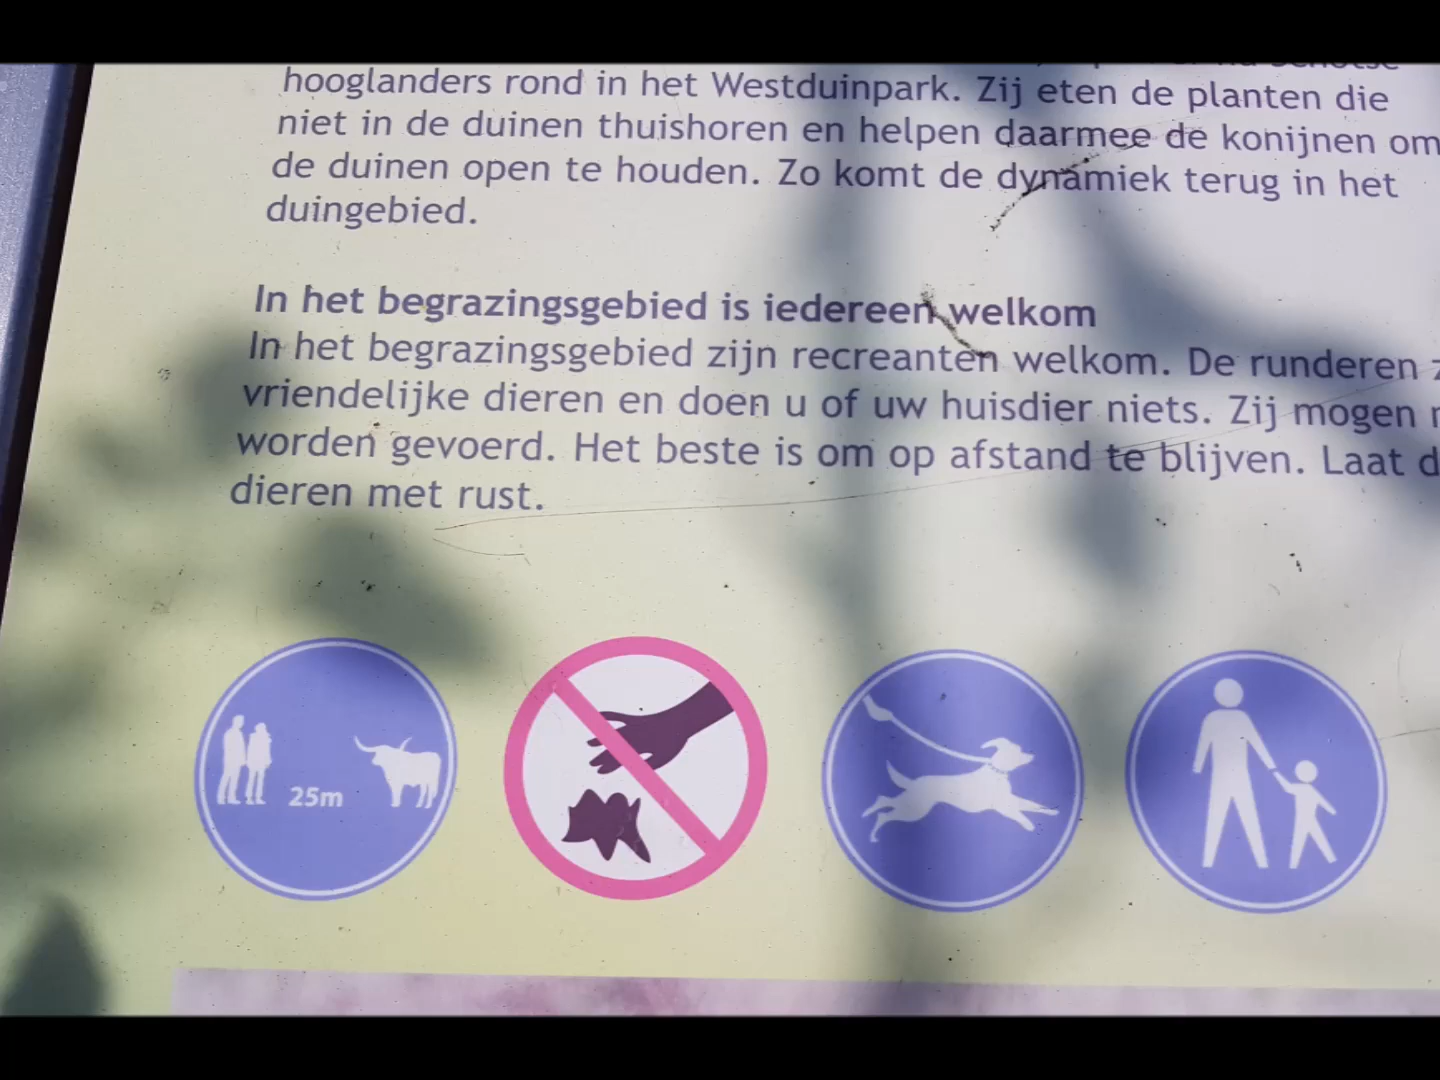 hooglanders rond in het Westduinpark. Zij eten de planten die
niet in de duinen thuishoren en helpen daarmee de konijnen om
de duinen open te houden. Zo komt de dynamiek terug in het
duingebied.
In het begrazingsgebied is iedereen welkom
In het begrazingsgebied zijn recreanten welkom. De runderen
vriendelijke dieren en doen u of uw huisdier niets. Zij mogen
worden gevoerd. Het beste is om op afstand te blijven. Laat
dieren met rust.
25m